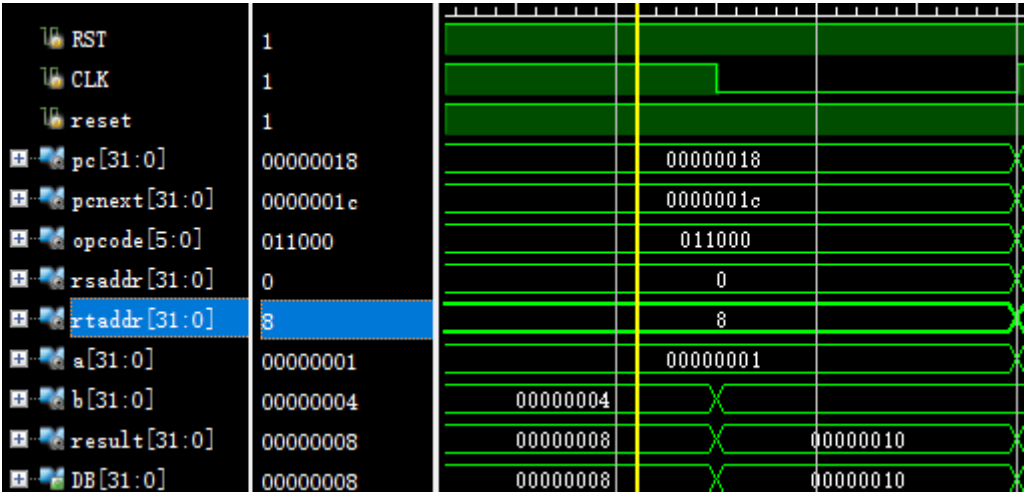 RST 1
CLK 1
reset 1
pc[31:0] 00000018 00000018
pcnext[31:0] 0000001c 0000001c
opcode[5:0] 011000 011000
rsaddr[31:0] 0 0
rtaddr[31:0] 8 8
a[31:0] 00000001 00000001
b[31:0] 00000004 00000004
result[31:0] 00000008 00000008 00000010
DB[31:0] 00000008 00000008 00000010